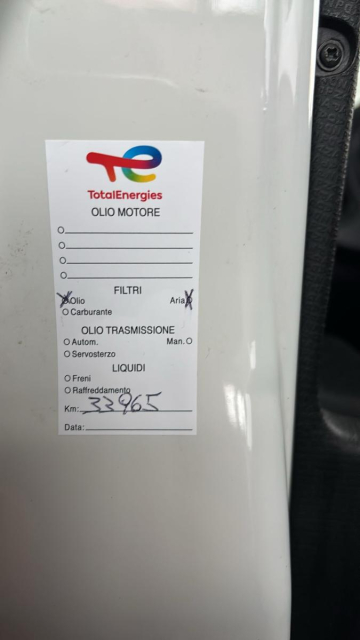 TotalEnergies
OLIO MOTORE
FILTRI
Olio Aria
Carburante
OLIO TRASMISSIONE
Autom. Man.
Servosterzo
LIQUIDI
Freni
Raffreddamento
Km: 33965
Data: